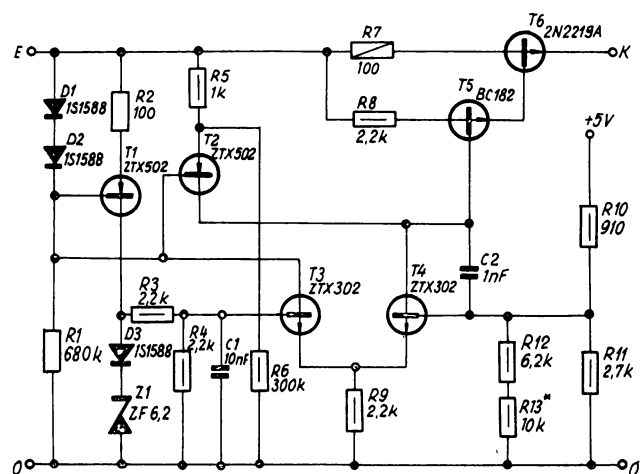 T6
2N2219A
E
R7
100
K
D1
1S1588
R2
100
R5
1k
R8
2,2k
T5
BC182
+5V
D2
1S1588
T1
ZTX502
T2
ZTX502
R10
910
R3
2,2k
T3
ZTX302
T4
ZTX302
C2
1nF
R1
680k
D3
1S1588
R4
2,2k
C1
10nF
R6
300k
R12
6,2k
R11
2,7k
Z1
ZF6,2
R9
2,2k
R13*
10k
0
0